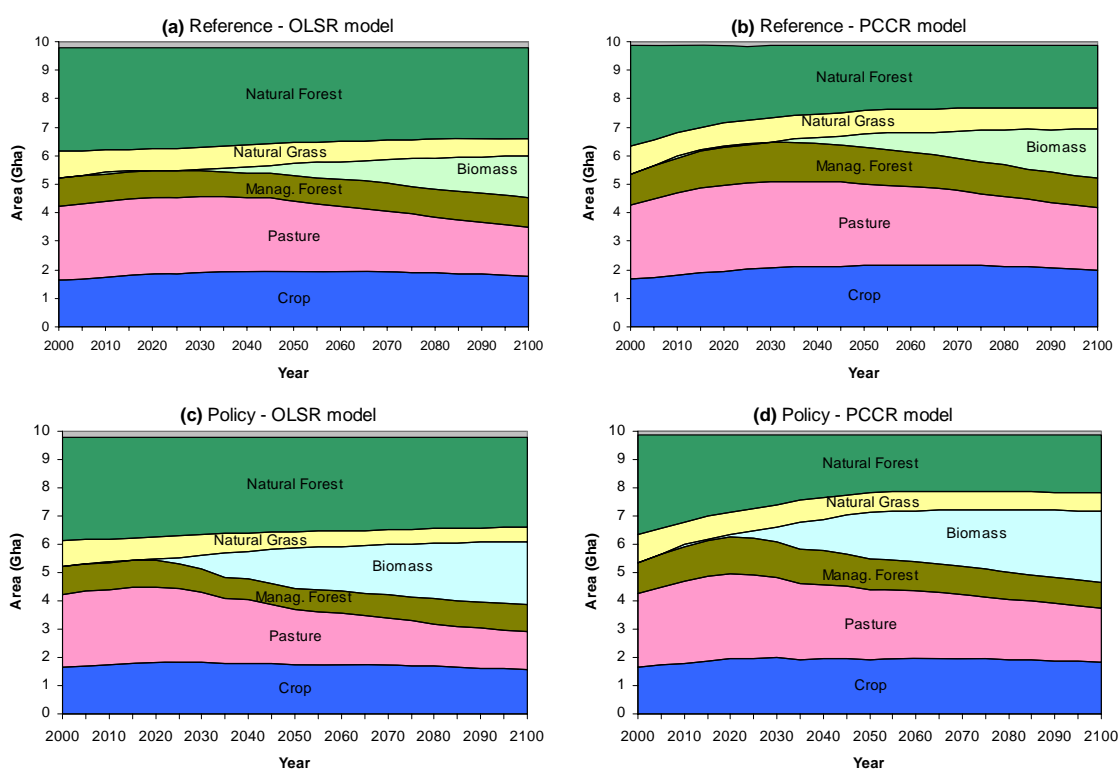 (a) Reference - OLSR model
10
9
8
7
6
5
4
3
2
1
0
Area (Gha)
Natural Forest
Natural Grass
Biomass
Manag. Forest
Pasture
Crop
2000 2010 2020 2030 2040 2050 2060 2070 2080 2090 2100
Year
(b) Reference - PCCR model
10
9
8
7
6
5
4
3
2
1
0
Area (Gha)
Natural Forest
Natural Grass
Biomass
Manag. Forest
Pasture
Crop
2000 2010 2020 2030 2040 2050 2060 2070 2080 2090 2100
Year
(c) Policy - OLSR model
10
9
8
7
6
5
4
3
2
1
0
Area (Gha)
Natural Forest
Natural Grass
Biomass
Manag. Forest
Pasture
Crop
2000 2010 2020 2030 2040 2050 2060 2070 2080 2090 2100
Year
(d) Policy - PCCR model
10
9
8
7
6
5
4
3
2
1
0
Area (Gha)
Natural Forest
Natural Grass
Biomass
Manag. Forest
Pasture
Crop
2000 2010 2020 2030 2040 2050 2060 2070 2080 2090 2100
Year